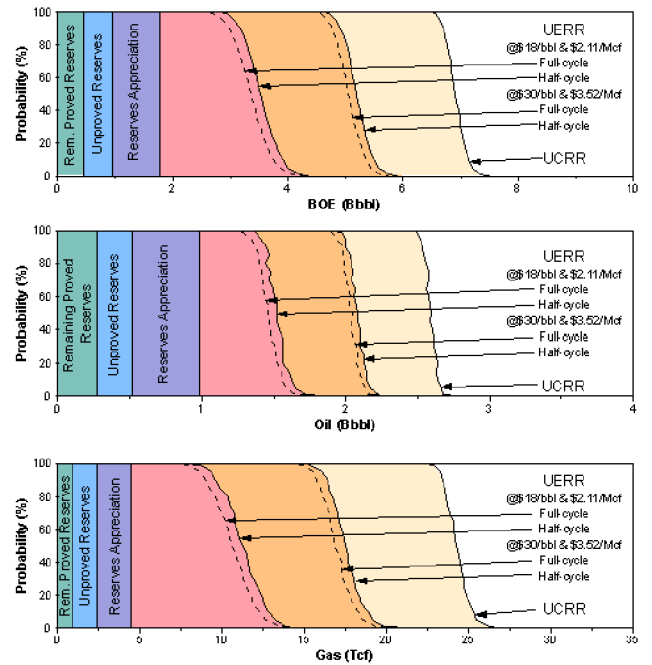 100
80
60
40
20
0
Probability (%)
Rem. Proved Reserves
Unproved Reserves
Reserves Appreciation
UERR
@$18/bbl & $2.11/Mcf
Full-cycle
Half-cycle
@$30/bbl & $3.52/Mcf
Full-cycle
Half-cycle
UCRR
0 2 4 6 8 10
BOE (Bbbl)
100
80
60
40
20
0
Probability (%)
Remaining Proved
Reserves
Unproved Reserves
Reserves Appreciation
UERR
@$18/bbl & $2.11/Mcf
Full-cycle
Half-cycle
@$30/bbl & $3.52/Mcf
Full-cycle
Half-cycle
UCRR
0 1 2 3 4
Oil (Bbbl)
100
80
60
40
20
0
Probability (%)
Rem. Proved Reserves
Unproved Reserves
Reserves Appreciation
UERR
@$18/bbl & $2.11/Mcf
Full-cycle
Half-cycle
@$30/bbl & $3.52/Mcf
Full-cycle
Half-cycle
UCRR
0 5 10 15 20 25 30 35
Gas (Tcf)